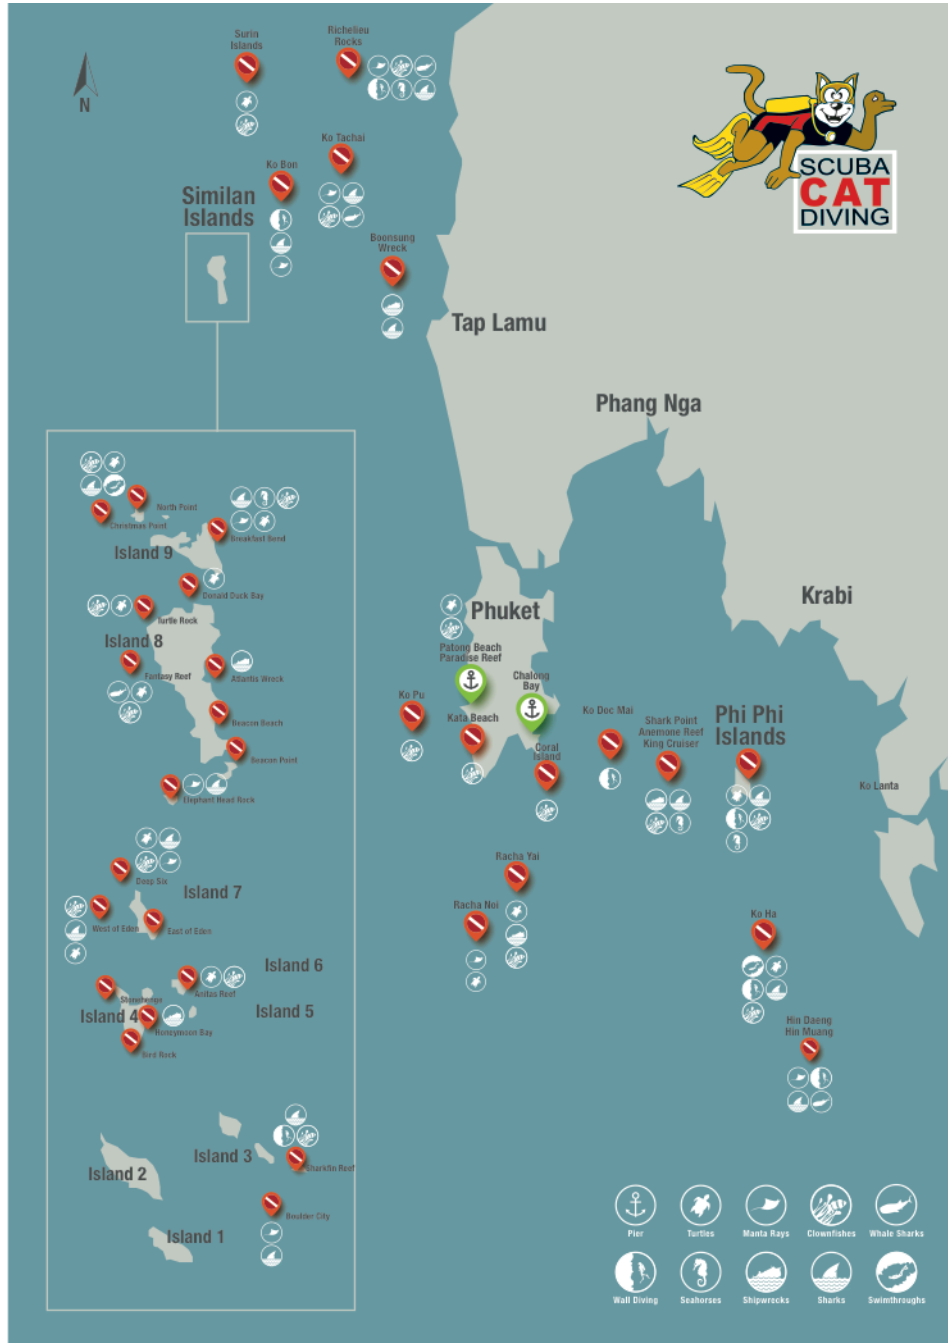 Surin
Islands
Richelieu
Rocks
N
Ko Tachai
Ko Bon
Similan
Islands
Boonsung
Wreck
SCUBA
CAT
DIVING
Tap Lamu
Phang Nga
North Point
Christmas Point
Breakfast Bend
Island 9
Donald Duck Bay
Turtle Rock
Island 8
Fantasy Reef
Atlantis Wreck
Beacon Beach
Beacon Point
Elephant Head Rock
Krabi
Phuket
Patong Beach
Paradise Reef
Chalong
Bay
Ko Pu
Kata Beach
Coral
Island
Ko Doc Mai
Shark Point
Anemone Reef
King Cruiser
Phi Phi
Islands
Ko Lanta
Deep Six
Island 7
West of Eden
East of Eden
Racha Yai
Racha Noi
Ko Ha
Island 6
Anitas Reef
Stonehenge
Island 4
Island 5
Honeymoon Bay
Bird Rock
Hin Daeng
Hin Muang
Island 3
Sharkfin Reef
Island 2
Boulder City
Island 1
Pier
Turtles
Manta Rays
Clownfishes
Whale Sharks
Wall Diving
Seahorses
Shipwrecks
Sharks
Swimthroughs